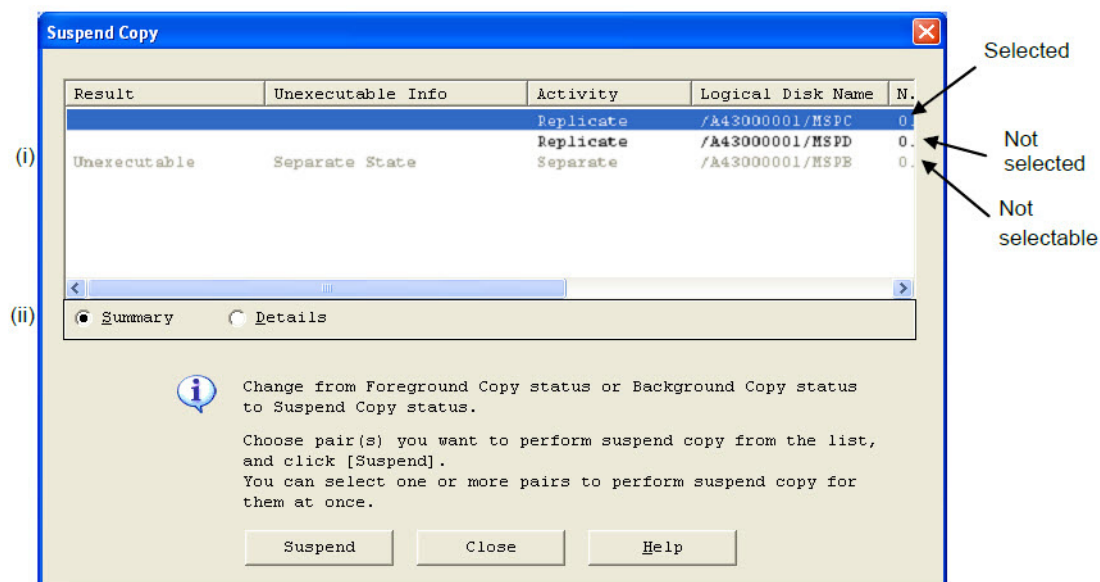 Suspend Copy
Selected
Result Unexecutable Info Activity Logical Disk Name N.
Replicate /A43000001/MSPC 0.
Replicate /A43000001/MSPD 0.
Not
selected
(i)
Unexecutable Separate State Separate /A43000001/MSPB 0.
Not
selectable
(ii)
Summary Details
Change from Foreground Copy status or Background Copy status
to Suspend Copy status.
Choose pair(s) you want to perform suspend copy from the list,
and click [Suspend].
You can select one or more pairs to perform suspend copy for
them at once.
Suspend Close Help